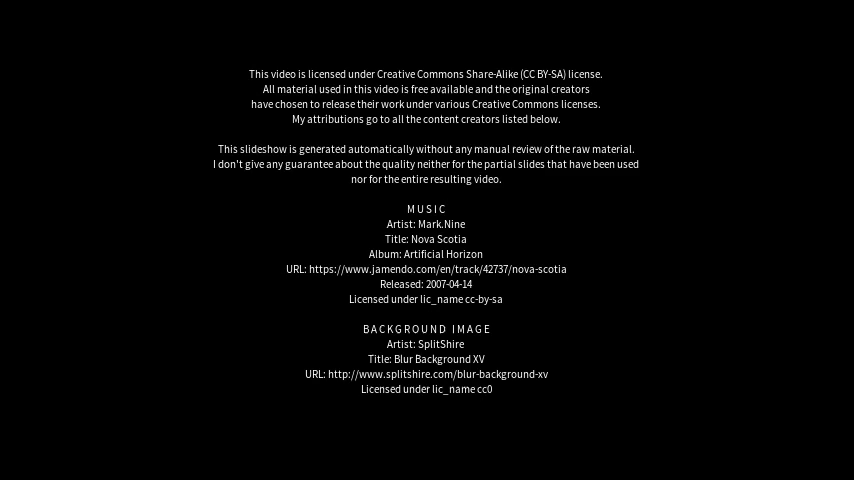 This video is licensed under Creative Commons Share-Alike (CC BY-SA) license.
All material used in this video is free available and the original creators
have chosen to release their work under various Creative Commons licenses.
My attributions go to all the content creators listed below.
This slideshow is generated automatically without any manual review of the raw material.
I don't give any guarantee about the quality neither for the partial slides that have been used
nor for the entire resulting video.
MUSIC
Artist: Mark.Nine
Title: Nova Scotia
Album: Artificial Horizon
URL: https://www.jamendo.com/en/track/42737/nova-scotia
Released: 2007-04-14
Licensed under lic_name cc-by-sa
BACKGROUND IMAGE
Artist: SplitShire
Title: Blur Background XV
URL: http://www.splitshire.com/blur-background-xv
Licensed under lic_name cc0